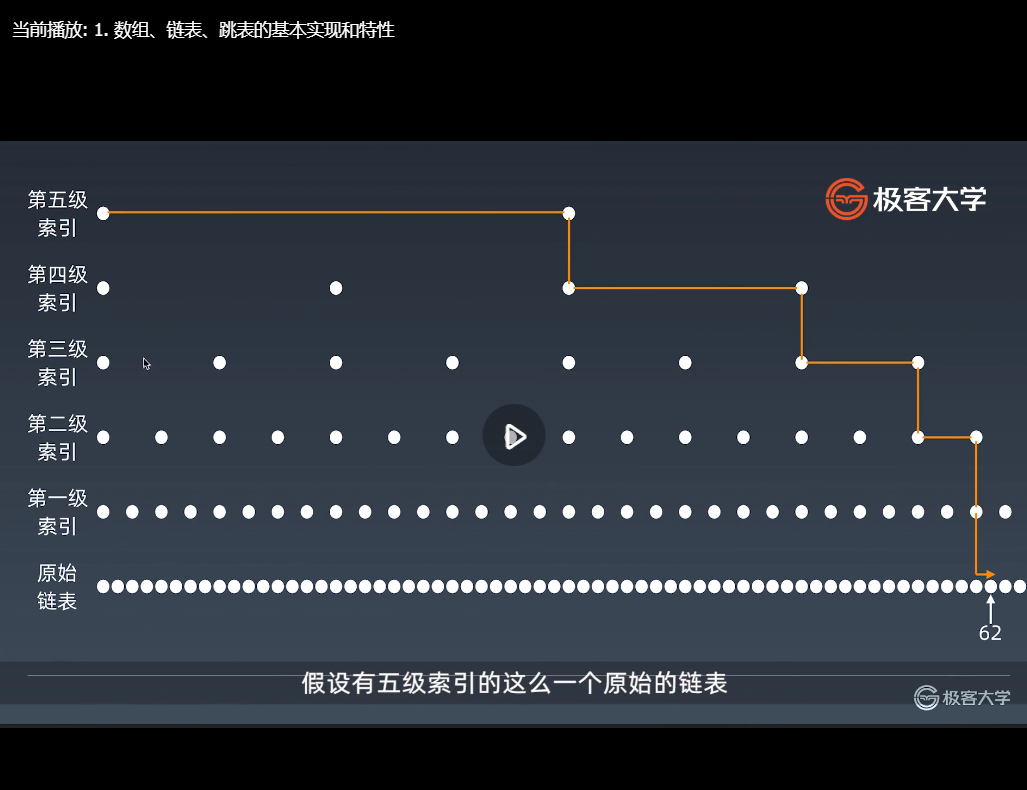 当前播放: 1. 数组、链表、跳表的基本实现和特性
极客大学
第五级
索引
第四级
索引
第三级
索引
第二级
索引
第一级
索引
原始
链表
62
假设有五级索引的这么一个原始的链表
极客大学